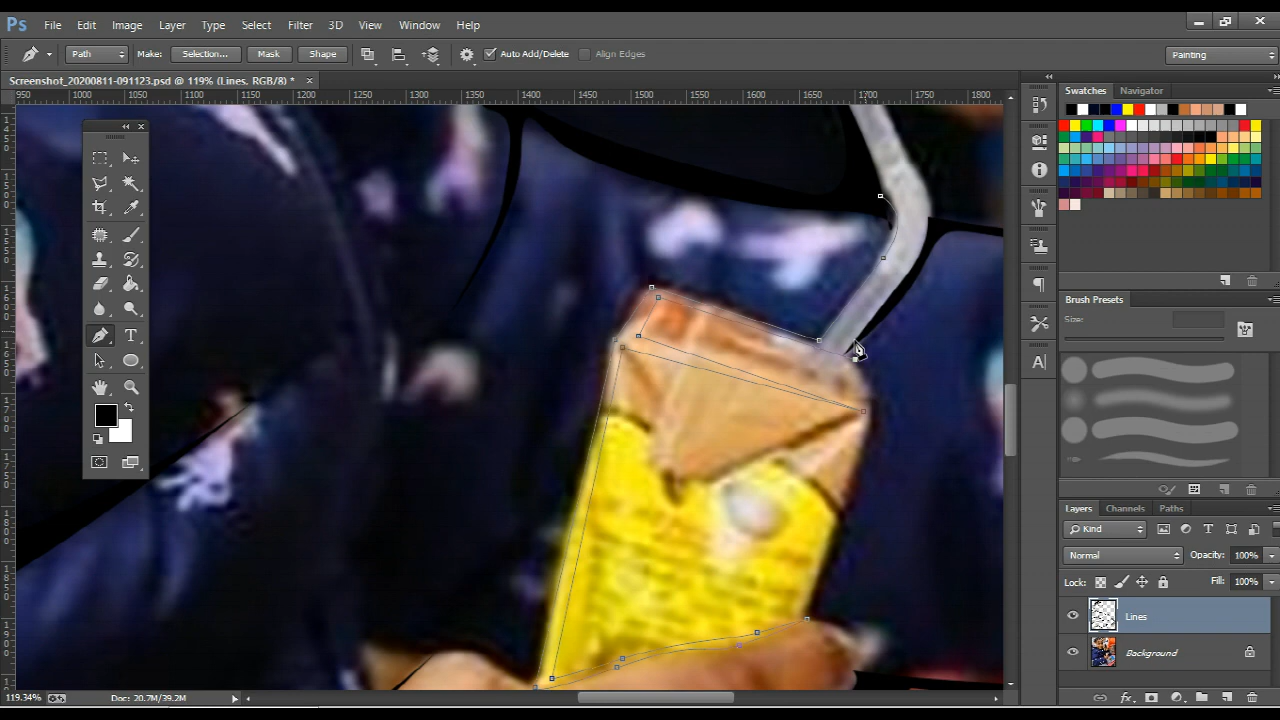 Ps File Edit Image Layer Type Select Filter 3D View Window Help
Path Make: Selection... Mask Shape Auto Add/Delete Align Edges Painting
Screenshot_20200811-091123.psd @ 119% (Lines, RGB/8) * ×
950 1000 1050 1100 1150 1200 1250 1300 1350 1400 1450 1500 1550 1600 1650 1700 1750 1800
Swatches Navigator
Brush Presets
Size:
Layers Channels Paths
Kind
Normal Opacity: 100%
Lock: Fill: 100%
Lines
Background
119.34% Doc: 20.7M/39.2M